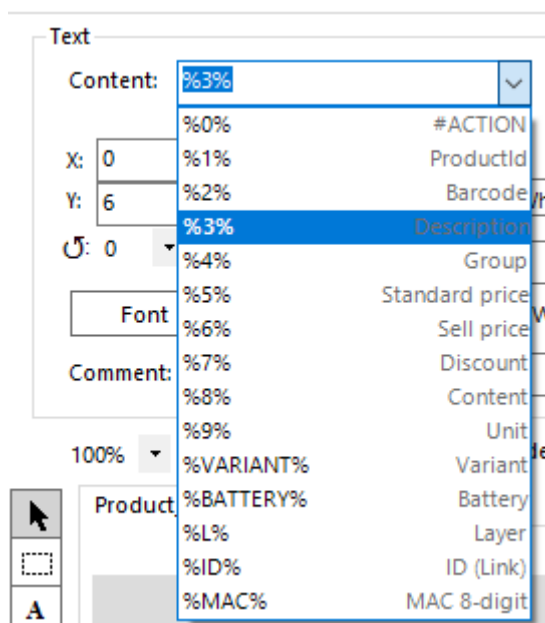 Text
Content: %3%
%0% #ACTION
%1% ProductId
X: 0
%2% Barcode
Y: 6
%3% Description
0
%4% Group
%5% Standard price
Font
%6% Sell price
%7% Discount
Comment:
%8% Content
%9% Unit
100%
%VARIANT% Variant
%BATTERY% Battery
Product_
%L% Layer
%ID% ID (Link)
A
%MAC% MAC 8-digit